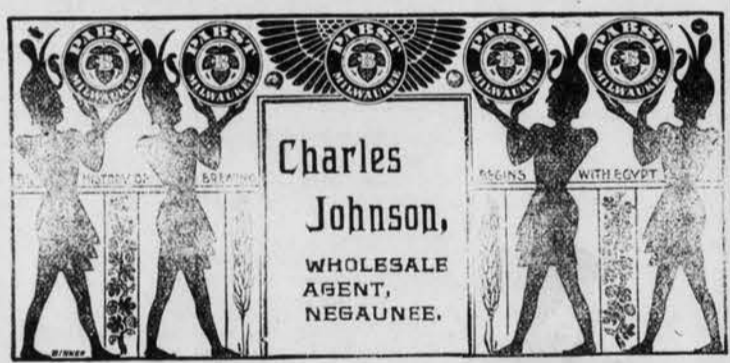 PABST
B
MILWAUKEE
PABST
B
MILWAUKEE
PABST
B
MILWAUKEE
PABST
B
MILWAUKEE
PABST
B
MILWAUKEE
HISTORY OF BREWING BEGINS WITH EGYPT
Charles
Johnson,
WHOLESALE
AGENT,
NEGAUNEE.
BINNER